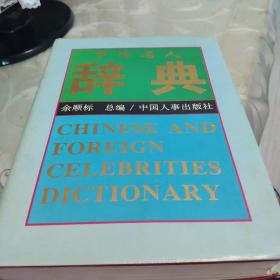 中外名人
辞典
余顺标 总编/中国人事出版社
CHINESE AND
FOREIGN
CELEBRITIES
DICTIONARY